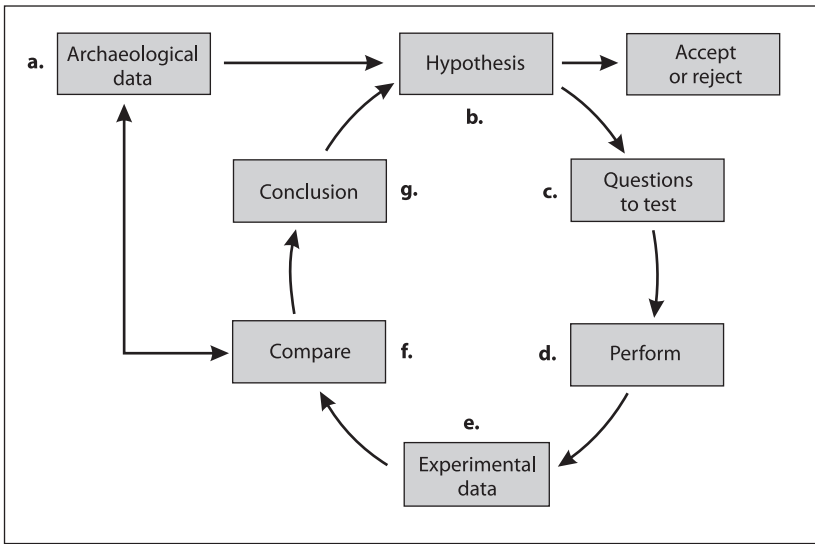 a.
Archaeological
data
Hypothesis
b.
Accept
or reject
c.
Questions
to test
d.
Perform
e.
Experimental
data
Compare
f.
Conclusion
g.